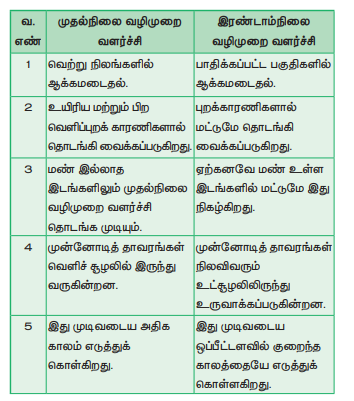 வ. எண்
முதல்நிலை வழிமுறை வளர்ச்சி
இரண்டாம்நிலை வழிமுறை வளர்ச்சி
1
வெற்று நிலங்களில்
ஆக்கமடைதல்.
பாதிக்கப்பட்ட பகுதிகளில்
ஆக்கமடைதல்.
2
உயிரிய மற்றும் பிற
வெளிப்புறக் காரணிகளால்
தொடங்கி வைக்கப்படுகிறது.
புறக்காரணிகளால்
மட்டுமே தொடங்கி
வைக்கப்படுகிறது.
3
மண் இல்லாத
இடங்களிலும் முதல்நிலை
வழிமுறை வளர்ச்சி
தொடங்க முடியும்.
ஏற்கனவே மண் உள்ள
இடங்களில் மட்டுமே இது
நிகழ்கிறது.
4
முன்னோடித் தாவரங்கள்
வெளிச் சூழலில் இருந்து
வருகின்றன.
முன்னோடித் தாவரங்கள்
நிலவிவரும்
உட்சூழலிலிருந்து
உருவாக்கப்படுகின்றன.
5
இது முடிவடைய அதிக
காலம் எடுத்துக்
கொள்கிறது.
இது முடிவடைய
ஒப்பீட்டளவில் குறைந்த
காலத்தையே எடுத்துக்
கொள்ளகிறது.